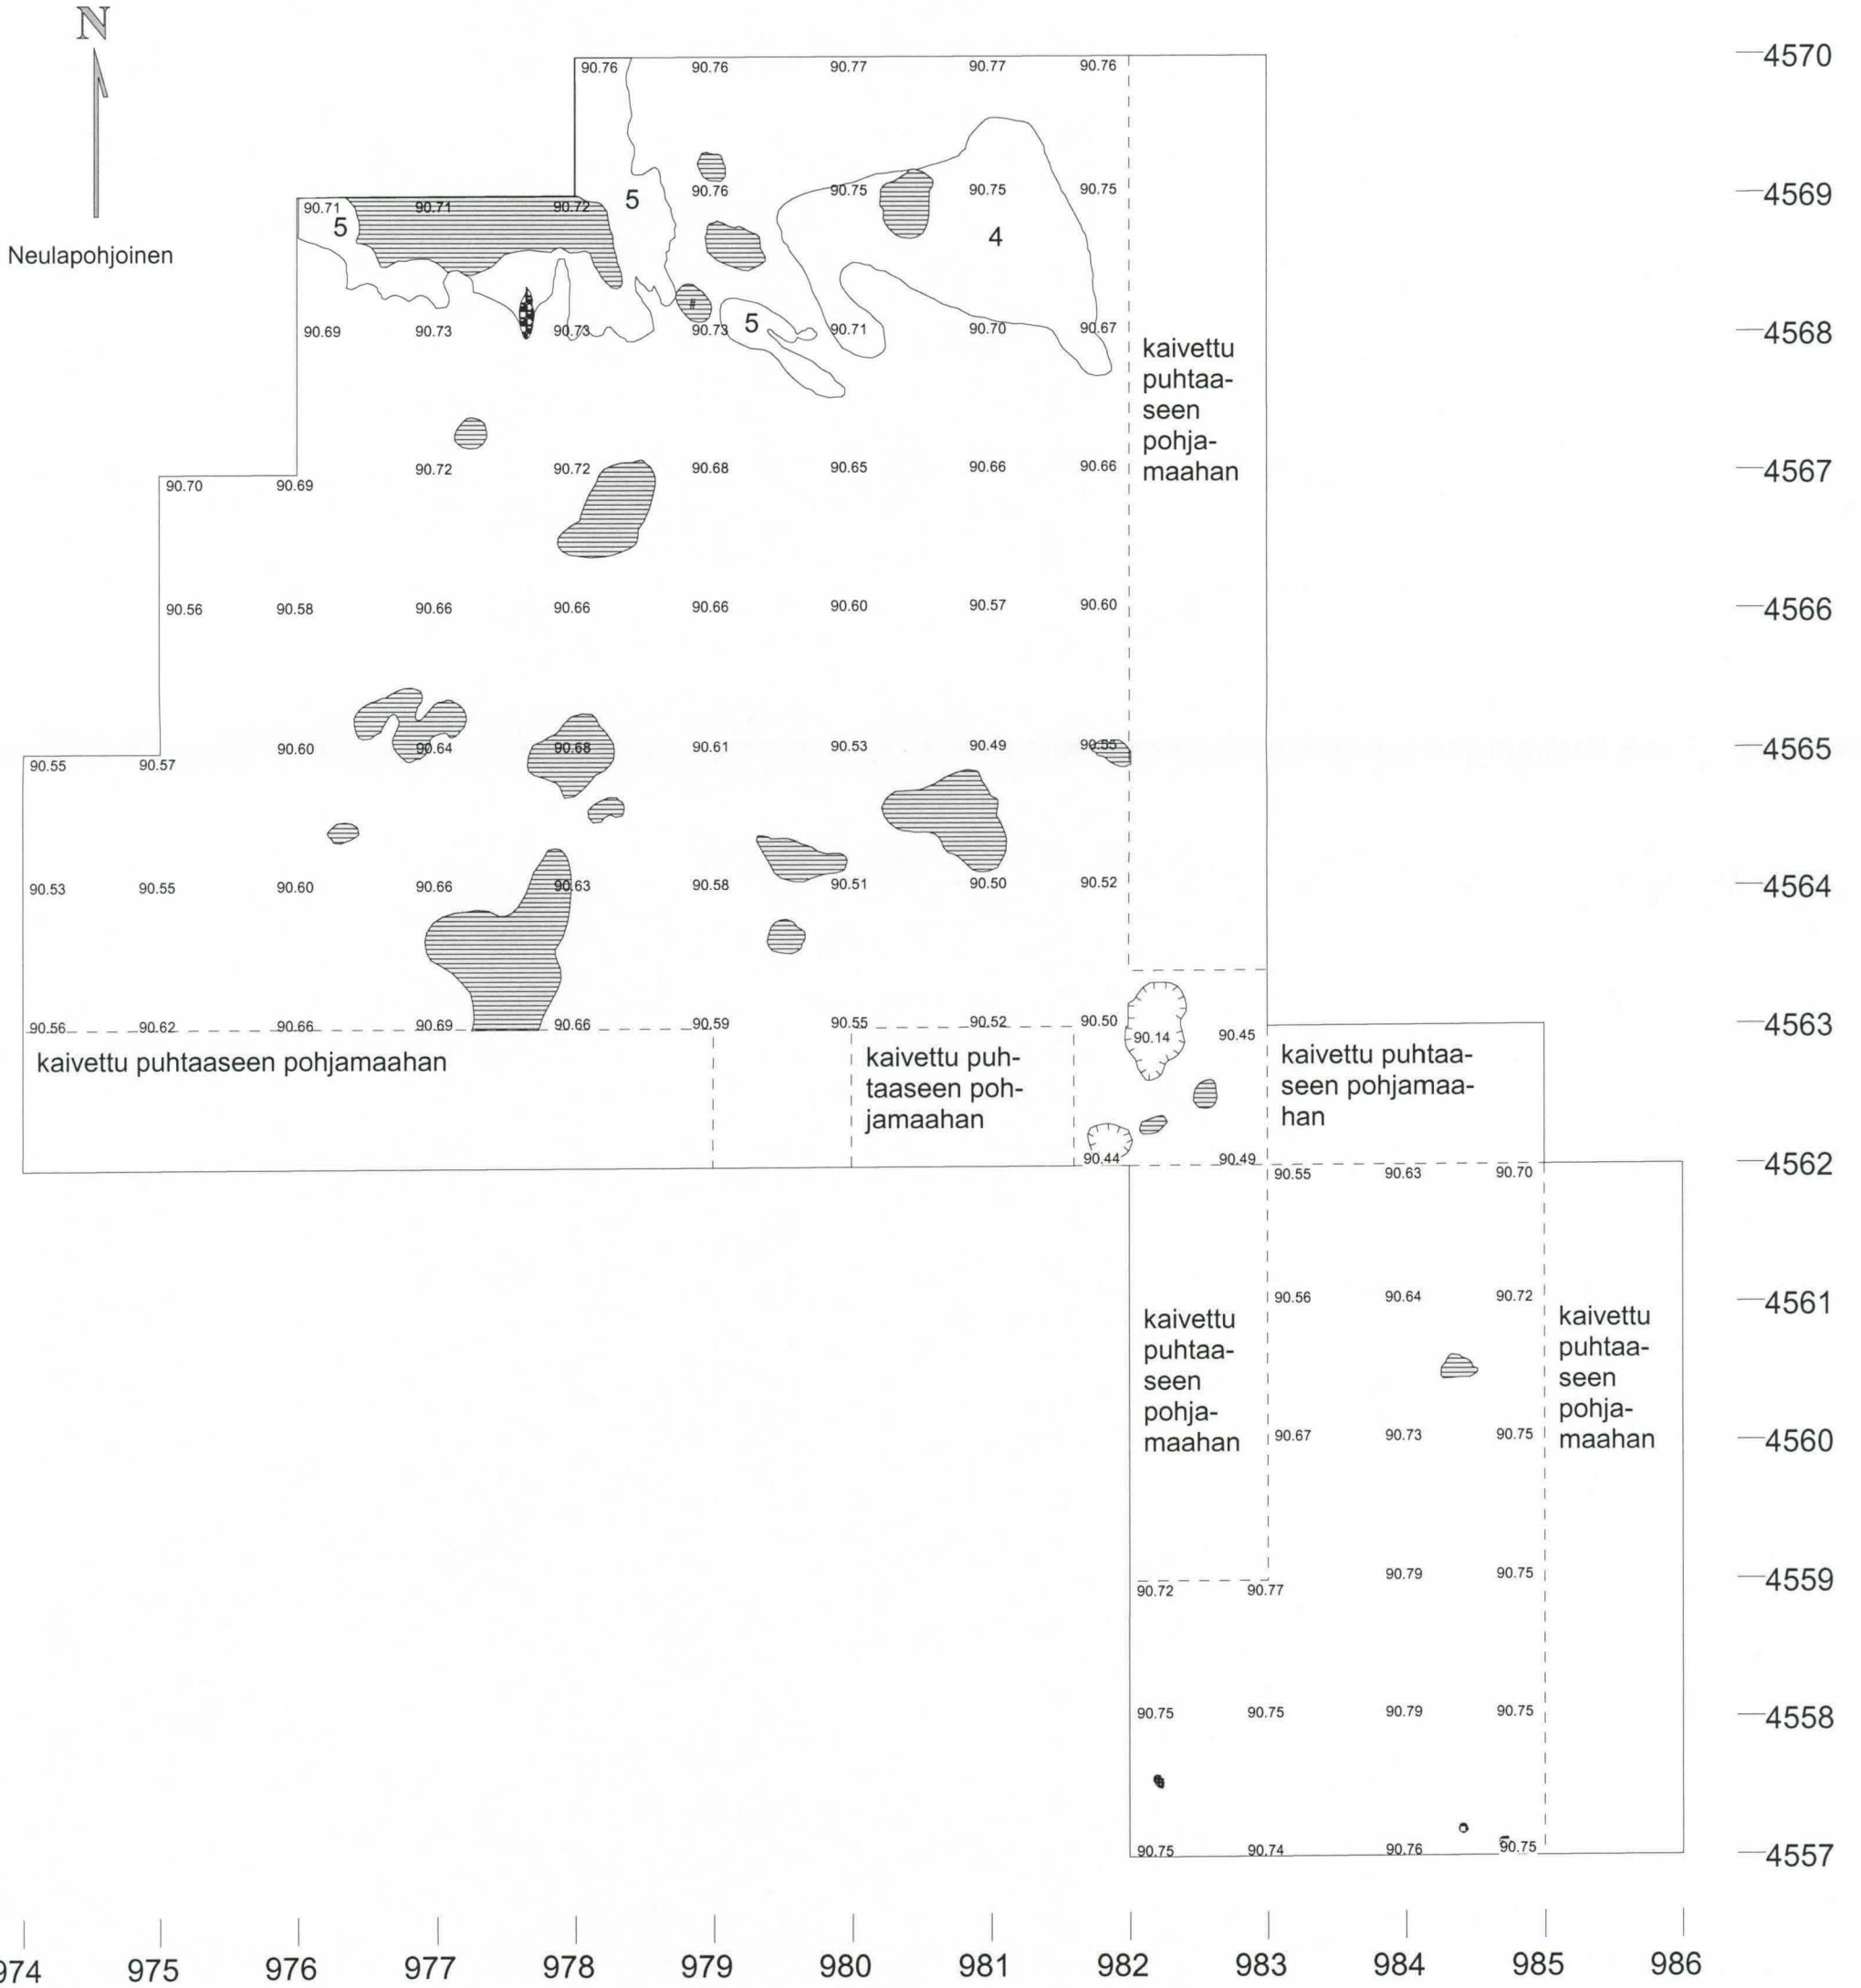 N
Neulapohjoinen
90.76 90.76 90.77 90.77 90.76 4570
90.71 90.71 90.72 5 90.76 90.75 90.75 90.75 4569
5
4
#
5
90.69 90.73 90.73 90.73 90.71 90.70 90.67 4568
kaivettu
puhtaa-
seen
pohja-
maahan
90.70 90.69 90.72 90.72 90.68 90.65 90.66 90.66 4567
90.56 90.58 90.66 90.66 90.66 90.60 90.57 90.60 4566
90.55 90.57 90.60 90.64 90.68 90.61 90.53 90.49 90.55 4565
90.53 90.55 90.60 90.66 90.63 90.58 90.51 90.50 90.52 4564
90.56 90.62 90.66 90.69 90.66 90.59 90.55 90.52 90.50 90.14 90.45 4563
kaivettu puhtaaseen pohjamaahan
kaivettu puh-
taaseen poh-
jamaahan
kaivettu puhtaa-
seen pohjamaa-
han
90.44 90.49 90.55 90.63 90.70 4562
90.56 90.64 90.72 4561
kaivettu
puhtaa-
seen
pohja-
maahan
kaivettu
puhtaa-
seen
pohja-
maahan
90.67 90.73 90.75 4560
90.72 90.77 90.79 90.75 4559
90.75 90.75 90.79 90.75 4558
90.75 90.74 90.76 90.75 4557
974 975 976 977 978 979 980 981 982 983 984 985 986